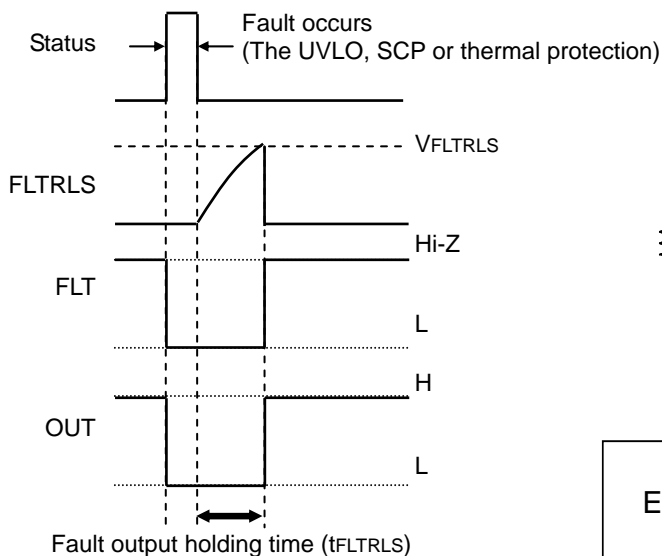 Status
Fault occurs
(The UVLO, SCP or thermal protection)
VFLTRLS
FLTRLS
Hi-Z
FLT
L
H
OUT
L
E
Fault output holding time (tFLTRLS)